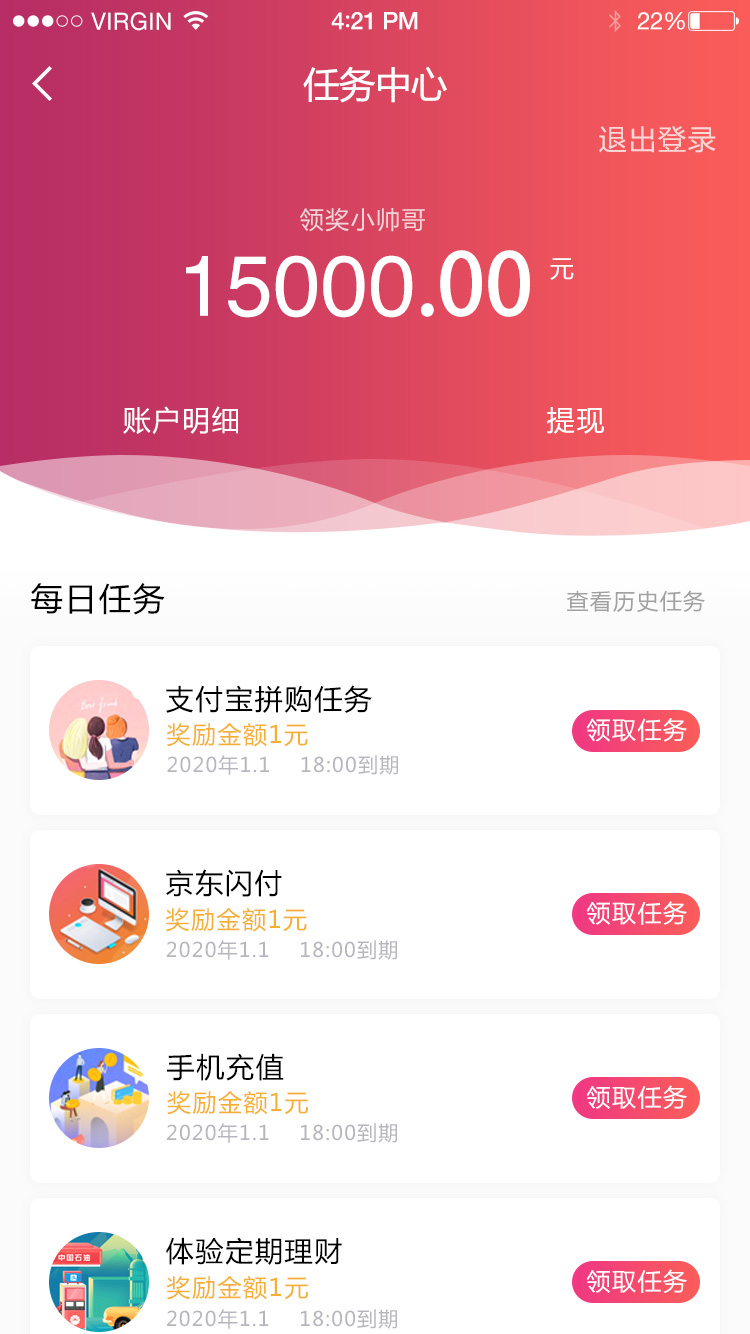 VIRGIN 4:21 PM 22%
任务中心
退出登录
领奖小帅哥
15000.00 元
账户明细 提现
每日任务 查看历史任务
支付宝拼购任务
奖励金额1元
领取任务
2020年1.1 18:00到期
京东闪付
奖励金额1元
领取任务
2020年1.1 18:00到期
手机充值
奖励金额1元
领取任务
2020年1.1 18:00到期
中国石油
体验定期理财
奖励金额1元
领取任务
2020年1.1 18:00到期